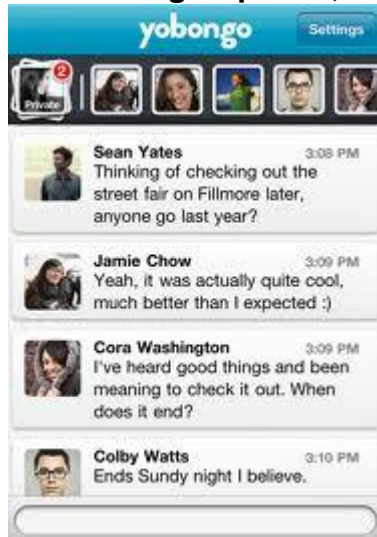 yobongo
Settings
2
Private
Sean Yates 3:08 PM
Thinking of checking out the
street fair on Fillmore later,
anyone go last year?
Jamie Chow 3:09 PM
Yeah, it was actually quite cool,
much better than I expected :)
Cora Washington 3:09 PM
I've heard good things and been
meaning to check it out. When
does it end?
Colby Watts 3:10 PM
Ends Sundy night I believe.